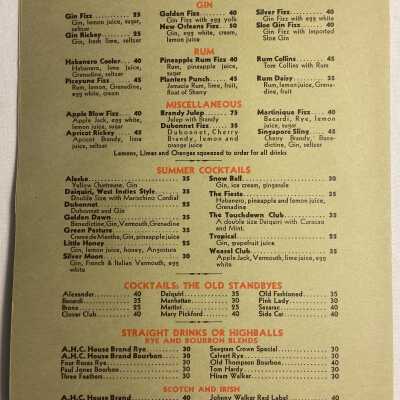 GIN
Gin Fizz 35
Gin, lemon juice, sugar, seltzer
Gin Rickey 35
Gin, fresh lime, seltzer
Golden Fizz 40
Gin Fizz with egg yolk
New Orleans Fizz 50
Gin, egg white, cream, lemon juice
Silver Fizz 40
Gin Fizz with egg white
Sloe Gin Fizz 40
Gin Fizz with imported Sloe Gin
RUM
Habanero Cooler 40
Habanero, lime juice, Grenadine, seltzer
Picayune Fizz 45
Rum, lemon, Grenadine, egg white, cream
Pineapple Rum Fizz 40
Rum, pineapple juice, sugar
Planters Punch 45
Jamaica Rum, lime, fruit, float of Sherry
Rum Collins 45
Tom Collins with Rum
Rum Daisy 35
Rum, lemon juice, Grenadine, fruit
MISCELLANEOUS
Apple Blow Fizz 40
Apple Jack, egg white, lemon juice, sugar
Apricot Rickey 45
Apricot Brandy, lime seltzer
Brandy Julep 75
Julep with Brandy
Dubonnet Fizz 35
Dubonnet, Cherry Brandy, lemon and orange juice
Martinique Fizz 40
Bacardi, Rye, lemon juice, sugar
Singapore Sling 45
Cherry Brandy, Benedictine, Gin, seltzer
Lemons, Limes and Oranges squeezed to order for all drinks
SUMMER COCKTAILS
Alaska 35
Yellow Chartreuse, Gin
Daiquiri, West Indies Style 35
Double Size with Marachino Cordial
Dubonnet 35
Dubonnet and Gin
Golden Dawn 35
Benedictine, Gin, Vermouth, Grenadine
Green Pasture 35
Creme de Menthe, Gin, pineapple juice
Little Honey 35
Gin, lemon juice, honey, Angostura
Silver Moon 30
Gin, French & Italian Vermouth, egg white
Snow Ball 30
Gin, ice cream, gingerale
The Fiesta 35
Habanero, pineapple and lemon juice, Grenadine
The Touchdown Club 35
A double size Daiquiri with Curacao and Mint.
Tropical 25
Gin, grapefruit juice
Weasel Club 35
Apple Jack, Vermouth, lime juice, egg white
COCKTAILS: THE OLD STANDBYES
Alexander 40
Bacardi 35
Bronx 25
Clover Club 40
Daiquiri 35
Manhattan 30
Martini 25
Mary Pickford 40
Old Fashioned 35
Pink Lady 30
Sazarac 40
Side Car 40
STRAIGHT DRINKS OR HIGHBALLS
RYE AND BOURBON BLENDS
A.H.C. House Brand Rye 30
A.H.C. House Brand Bourbon 30
Four Roses Rye 30
Paul Jones Bourbon 30
Three Feathers 30
Seagram Crown Special 30
Calvert Rye 30
Old Thompson Bourbon 40
Tom Hardy 30
Hiram Walker 30
SCOTCH AND IRISH
A.H.C. House Brand 40
Johnny Walker Red Label 40